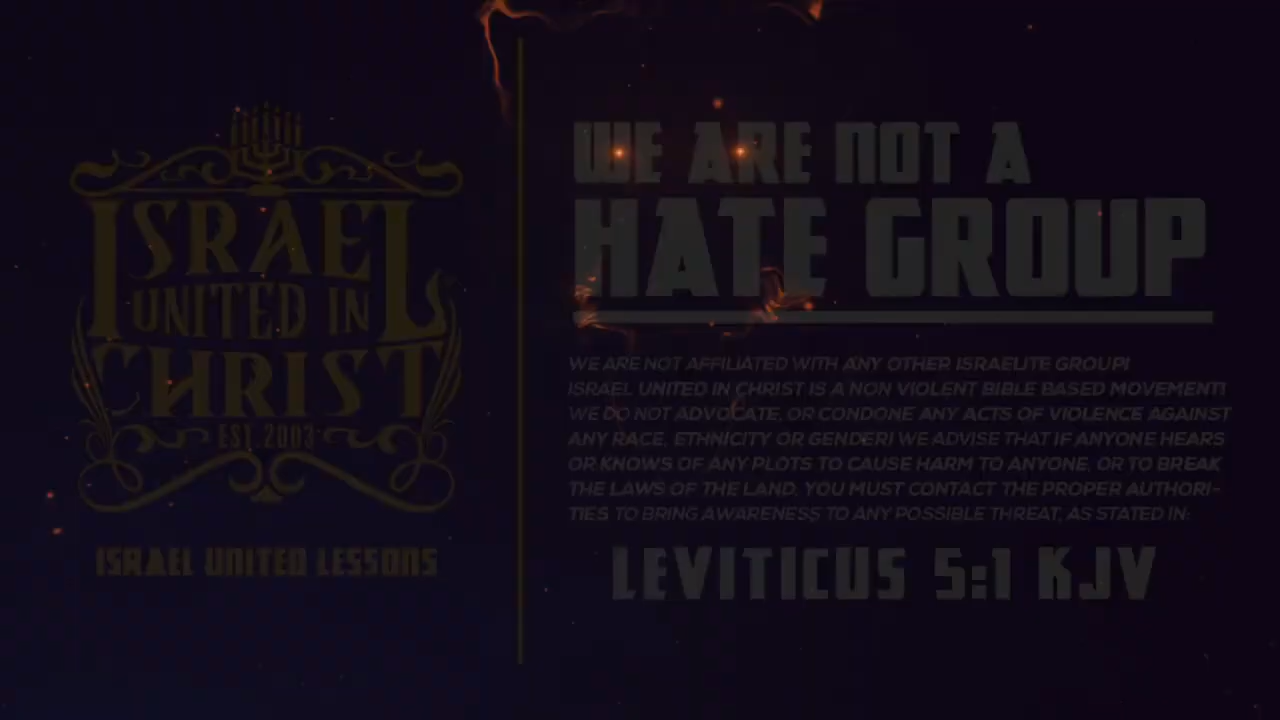 ISRAEL
UNITED IN
CHRIST
EST. 2003
ISRAEL UNITED LESSONS
WE ARE NOT A
HATE GROUP
WE ARE NOT AFFILIATED WITH ANY OTHER ISRAELITE GROUP!
ISRAEL UNITED IN CHRIST IS A NON VIOLENT BIBLE BASED MOVEMENT!
WE DO NOT ADVOCATE, OR CONDONE ANY ACTS OF VIOLENCE AGAINST
ANY RACE, ETHNICITY OR GENDER! WE ADVISE THAT IF ANYONE HEARS
OR KNOWS OF ANY PLOTS TO CAUSE HARM TO ANYONE, OR TO BREAK
THE LAWS OF THE LAND, YOU MUST CONTACT THE PROPER AUTHORI-
TIES TO BRING AWARENESS TO ANY POSSIBLE THREAT, AS STATED IN:
LEVITICUS 5:1 KJV